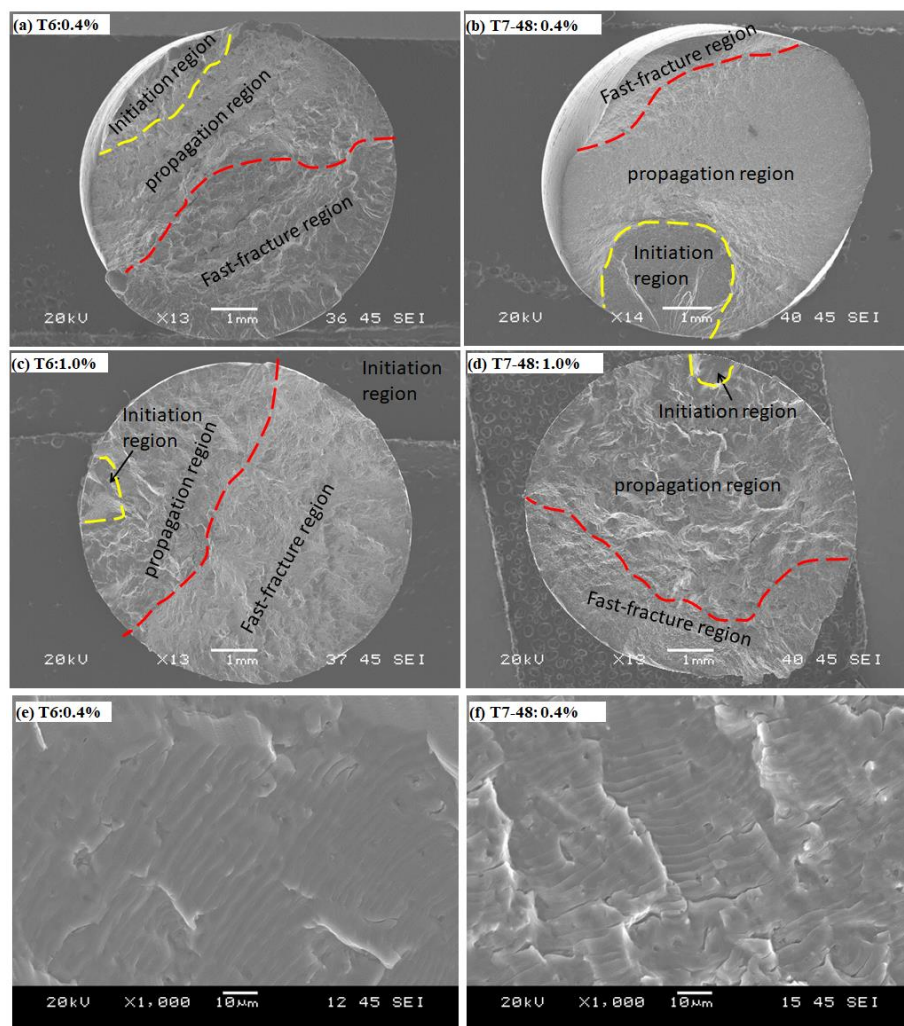 (a) T6:0.4%
Initiation region
propagation region
Fast-fracture region
20kV X13 1mm 36 45 SEI
(b) T7-48: 0.4%
Fast-fracture region
propagation region
Initiation
region
20kV X14 1mm 40 45 SEI
(c) T6:1.0%
Initiation
region
Initiation
region
propagation region
Fast-fracture region
20kV X13 1mm 37 45 SEI
(d) T7-48: 1.0%
Initiation region
propagation region
Fast-fracture region
20kV X13 1mm 40 45 SEI
(e) T6:0.4%
20kV X1,000 10µm 12 45 SEI
(f) T7-48: 0.4%
20kV X1,000 10µm 15 45 SEI